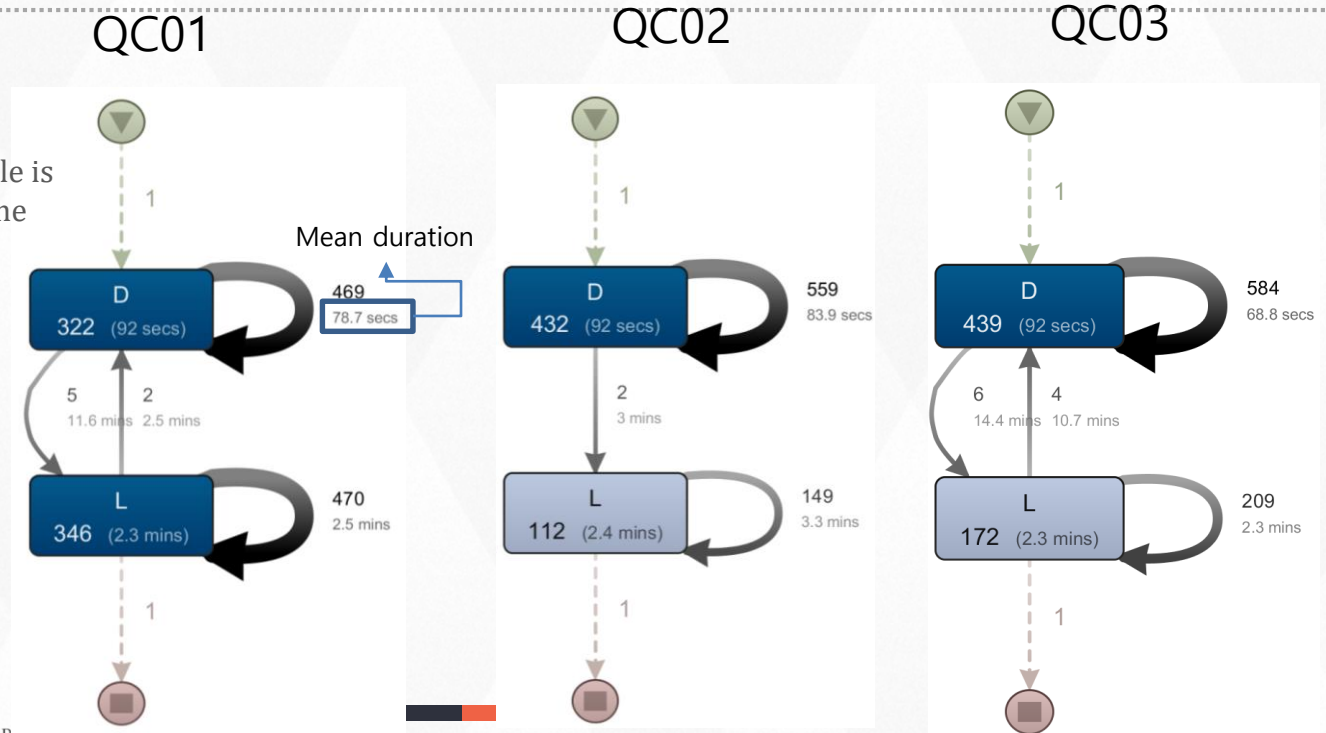 QC01
QC02
QC03
le is
ne
Mean duration
1
D
322 (92 secs)
469
78.7 secs
5
11.6 mins
2
2.5 mins
L
346 (2.3 mins)
470
2.5 mins
1
1
D
432 (92 secs)
559
83.9 secs
2
3 mins
L
112 (2.4 mins)
149
3.3 mins
1
1
D
439 (92 secs)
584
68.8 secs
6
14.4 mins
4
10.7 mins
L
172 (2.3 mins)
209
2.3 mins
1